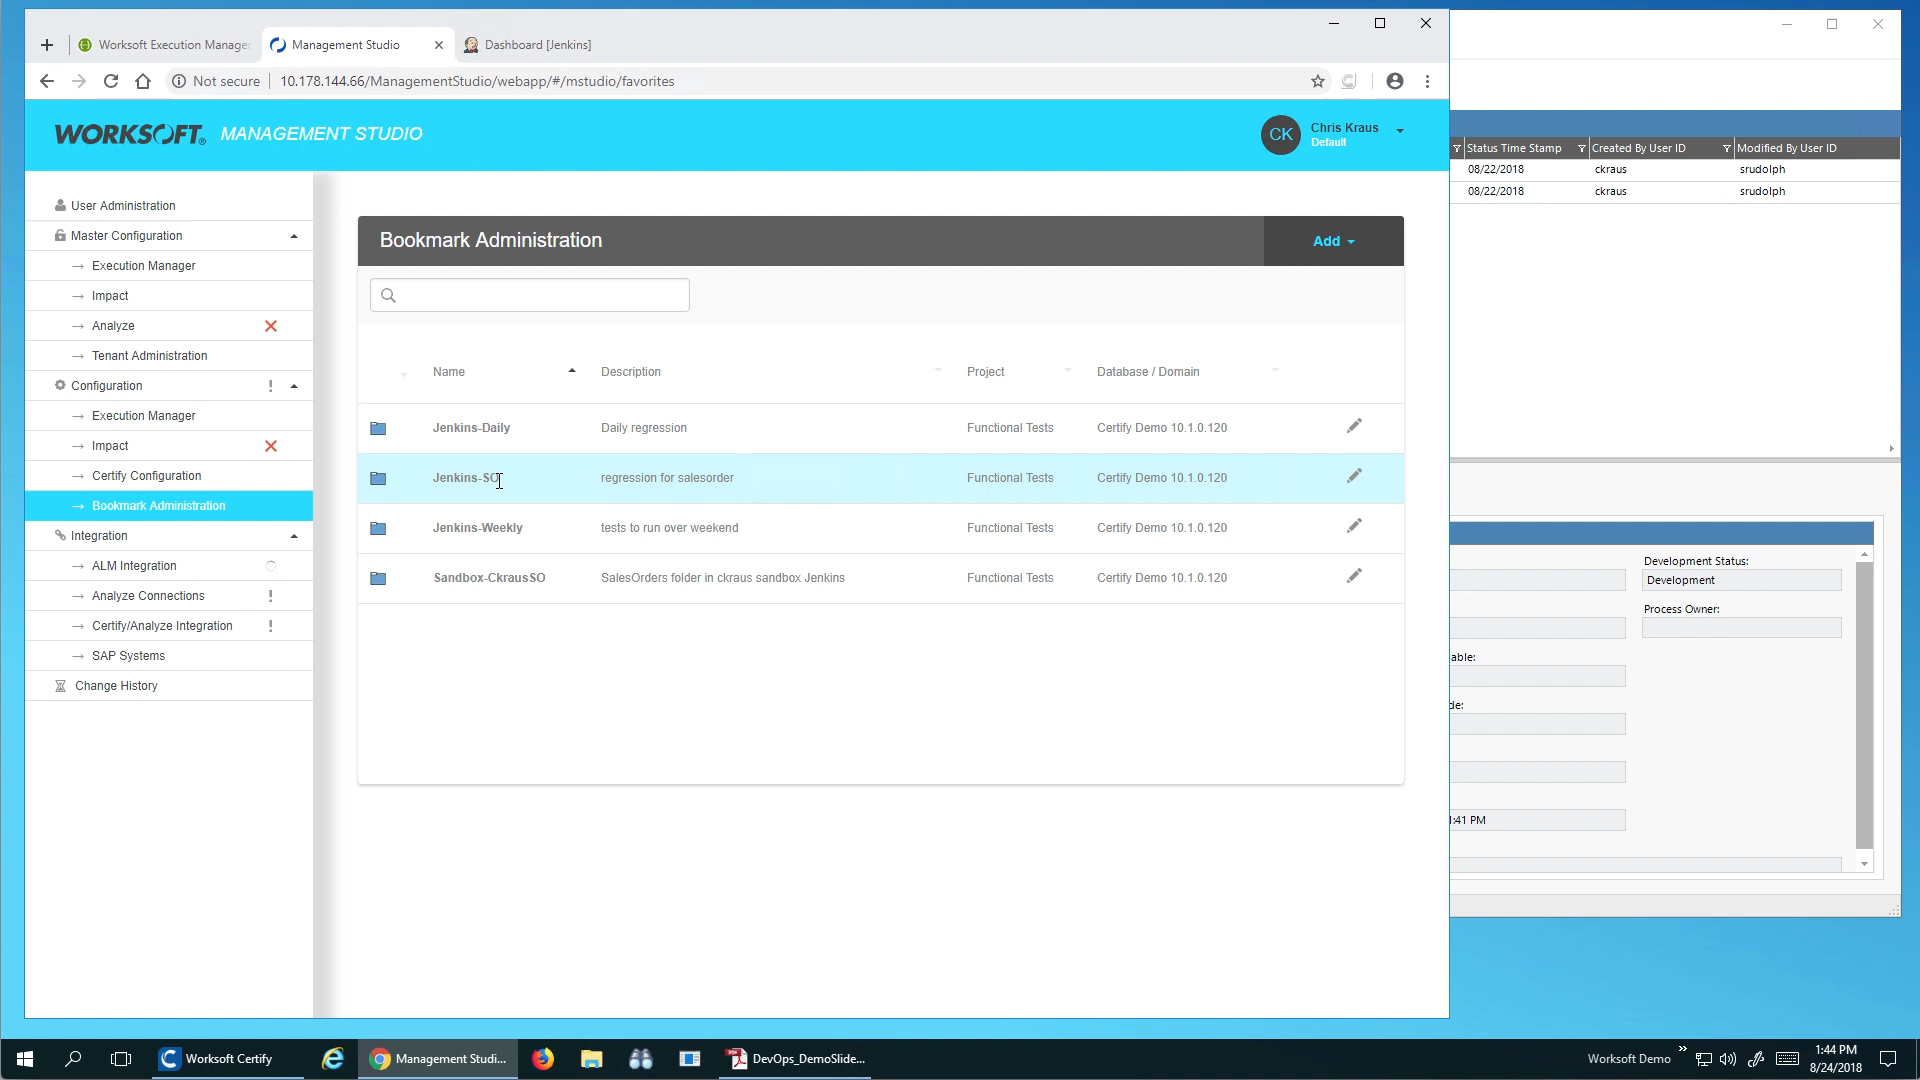 Worksoft Execution Manager
Management Studio
Dashboard [Jenkins]
Not secure
10.178.144.66/ManagementStudio/webapp/#/mstudio/favorites
WORKSOFT® MANAGEMENT STUDIO
CK
Chris Kraus
Default
User Administration
Master Configuration
Execution Manager
Impact
Analyze
Tenant Administration
Configuration
Execution Manager
Impact
Certify Configuration
Bookmark Administration
Integration
ALM Integration
Analyze Connections
Certify/Analyze Integration
SAP Systems
Change History
Bookmark Administration
Add
Name Description Project Database / Domain
Jenkins-Daily Daily regression Functional Tests Certify Demo 10.1.0.120
Jenkins-SO regression for salesorder Functional Tests Certify Demo 10.1.0.120
Jenkins-Weekly tests to run over weekend Functional Tests Certify Demo 10.1.0.120
Sandbox-CkrausSO SalesOrders folder in ckraus sandbox Jenkins Functional Tests Certify Demo 10.1.0.120
Status Time Stamp Created By User ID Modified By User ID
08/22/2018 ckraus srudolph
08/22/2018 ckraus srudolph
Development Status:
Development
Process Owner:
able:
de:
:41 PM
Worksoft Certify
Management Studi...
DevOps_DemoSlide...
Worksoft Demo
1:44 PM
8/24/2018